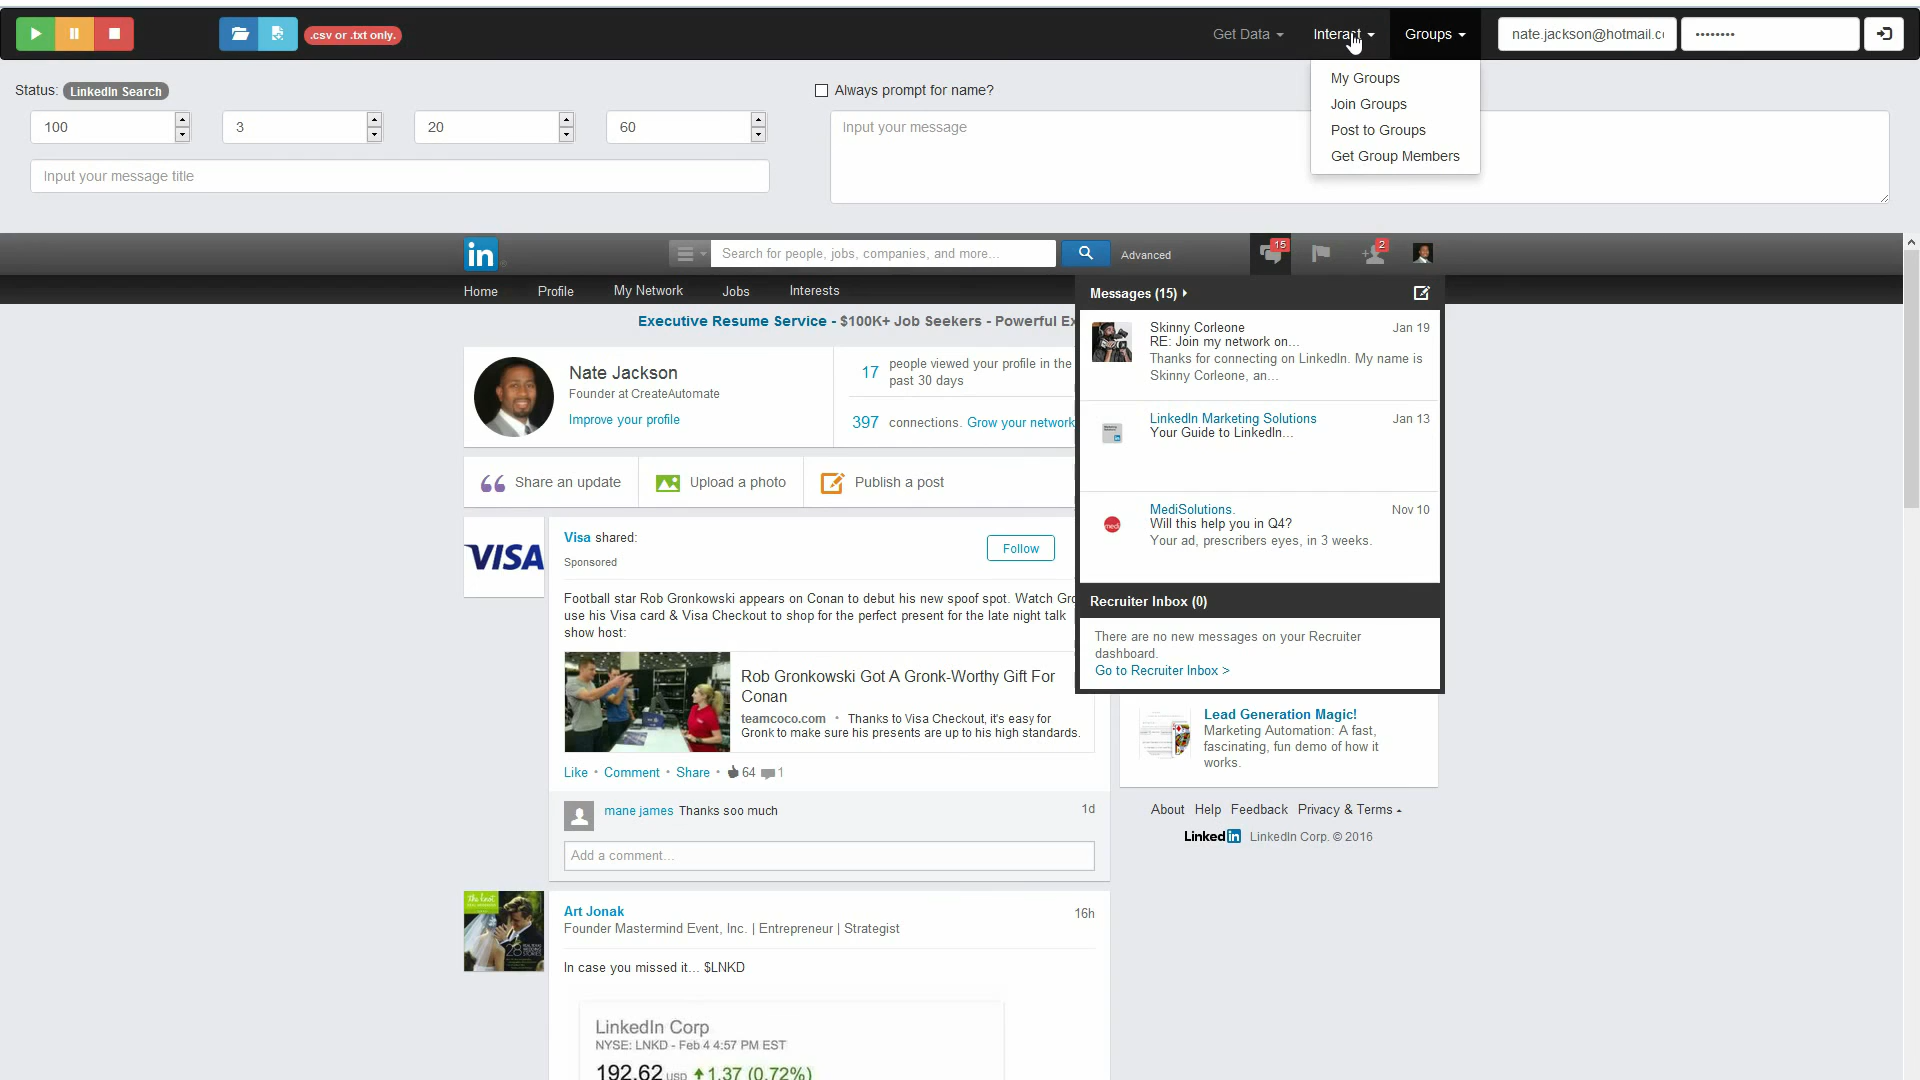 .csv or .txt only.
Get Data
Interact
Groups
nate.jackson@hotmail.c
••••••••
My Groups
Join Groups
Post to Groups
Get Group Members
Status: LinkedIn Search
Always prompt for name?
100
3
20
60
Input your message
Input your message title
in
Search for people, jobs, companies, and more...
Advanced
15
2
Home
Profile
My Network
Jobs
Interests
Executive Resume Service - $100K+ Job Seekers - Powerful Ex
Messages (15)
Skinny Corleone
Jan 19
RE: Join my network on...
Thanks for connecting on LinkedIn. My name is
Skinny Corleone, an...
LinkedIn Marketing Solutions
Jan 13
Your Guide to LinkedIn...
MediSolutions.
Nov 10
Will this help you in Q4?
Your ad, prescribers eyes, in 3 weeks.
Recruiter Inbox (0)
There are no new messages on your Recruiter
dashboard.
Go to Recruiter Inbox >
Nate Jackson
Founder at CreateAutomate
Improve your profile
17 people viewed your profile in the
past 30 days
397 connections. Grow your network
Share an update
Upload a photo
Publish a post
VISA
Visa shared:
Sponsored
Follow
Football star Rob Gronkowski appears on Conan to debut his new spoof spot. Watch Gro
use his Visa card & Visa Checkout to shop for the perfect present for the late night talk
show host:
Rob Gronkowski Got A Gronk-Worthy Gift For
Conan
teamcoco.com • Thanks to Visa Checkout, it's easy for
Gronk to make sure his presents are up to his high standards.
Like • Comment • Share • 64 1
mane james Thanks soo much
1d
Add a comment...
Lead Generation Magic!
Marketing Automation: A fast,
fascinating, fun demo of how it
works.
About Help Feedback Privacy & Terms
Linked in LinkedIn Corp. © 2016
the knot
28
Art Jonak
16h
Founder Mastermind Event, Inc. | Entrepreneur | Strategist
In case you missed it... $LNKD
LinkedIn Corp
NYSE: LNKD - Feb 4 4:57 PM EST
192.62 USD 1.37 (0.72%)